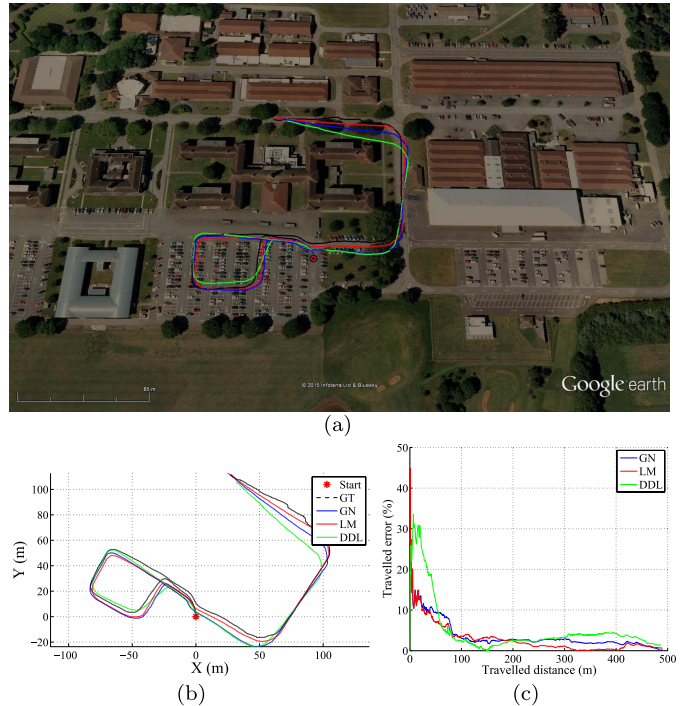 85 m
© 2015 Infoterra Ltd & Bluesky
Google earth
(a)
100
80
60
40
20
0
−20
Y (m)
−100
−50
0
50
100
X (m)
Start
GT
GN
LM
DDL
(b)
50
40
30
20
10
0
Travelled error (%)
0
100
200
300
400
500
Travelled distance (m)
GN
LM
DDL
(c)